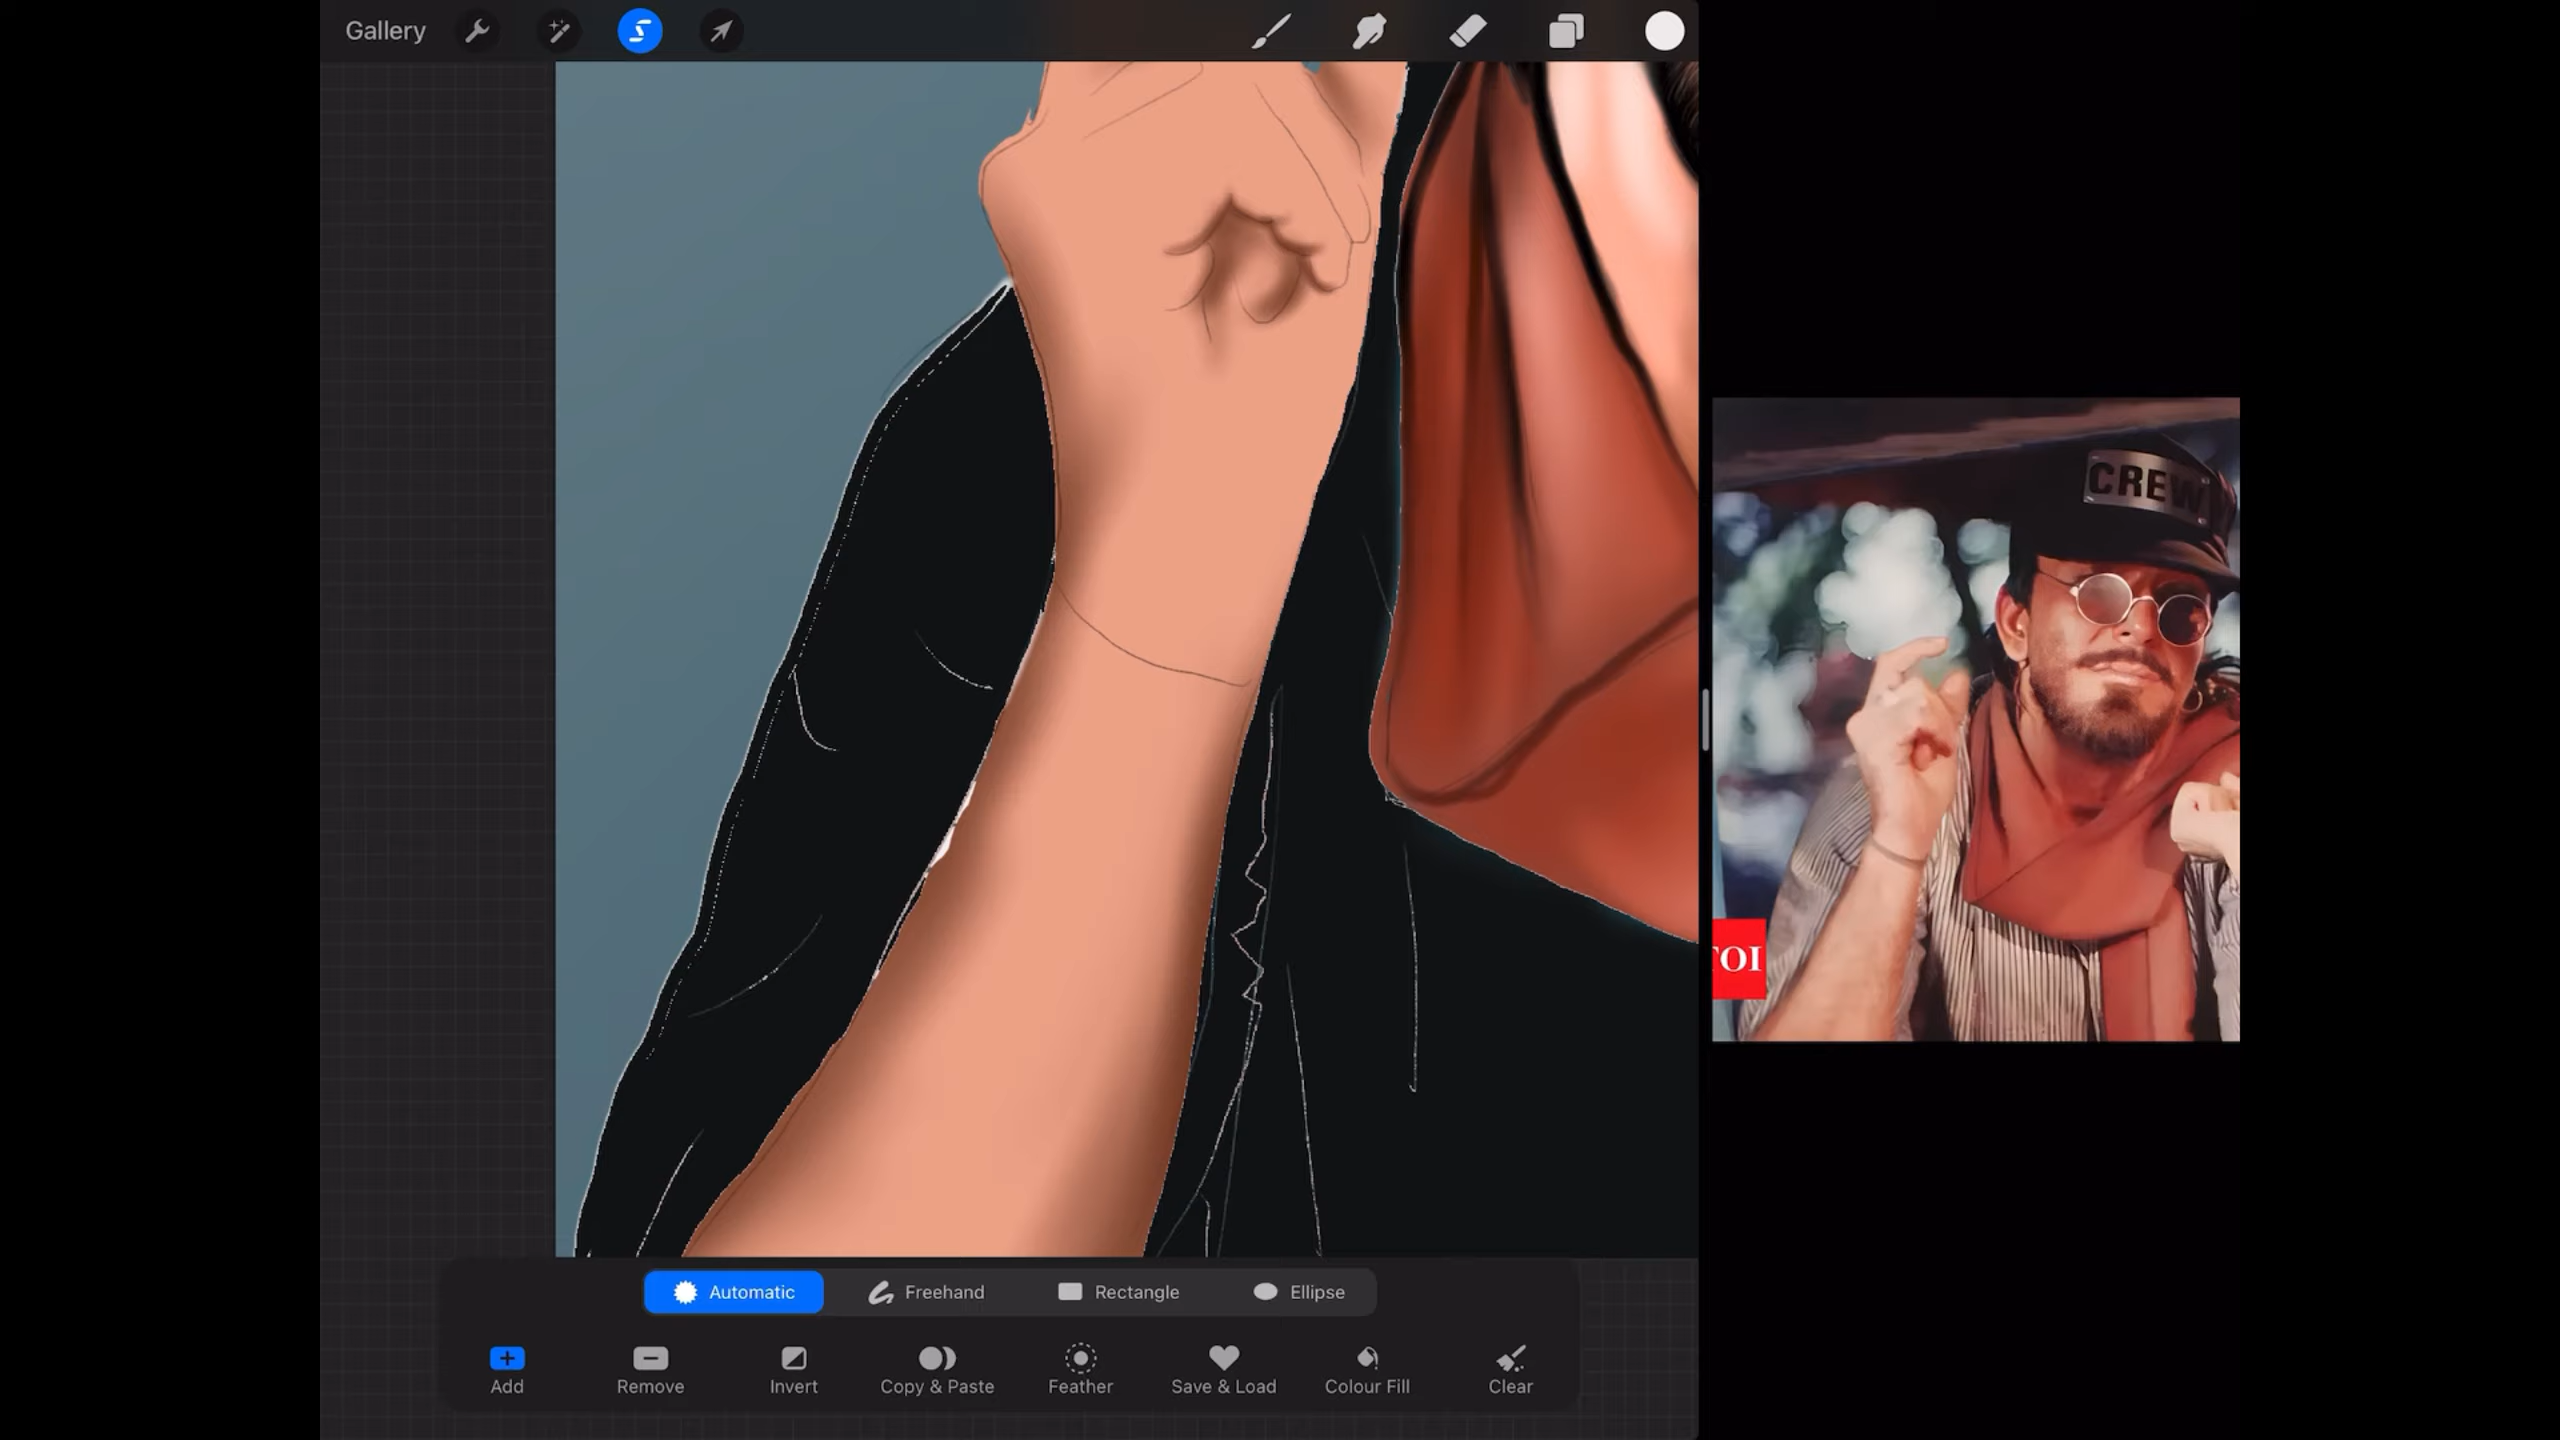 Gallery
CREW
TOI
Automatic
Freehand
Rectangle
Ellipse
Add
Remove
Invert
Copy & Paste
Feather
Save & Load
Colour Fill
Clear